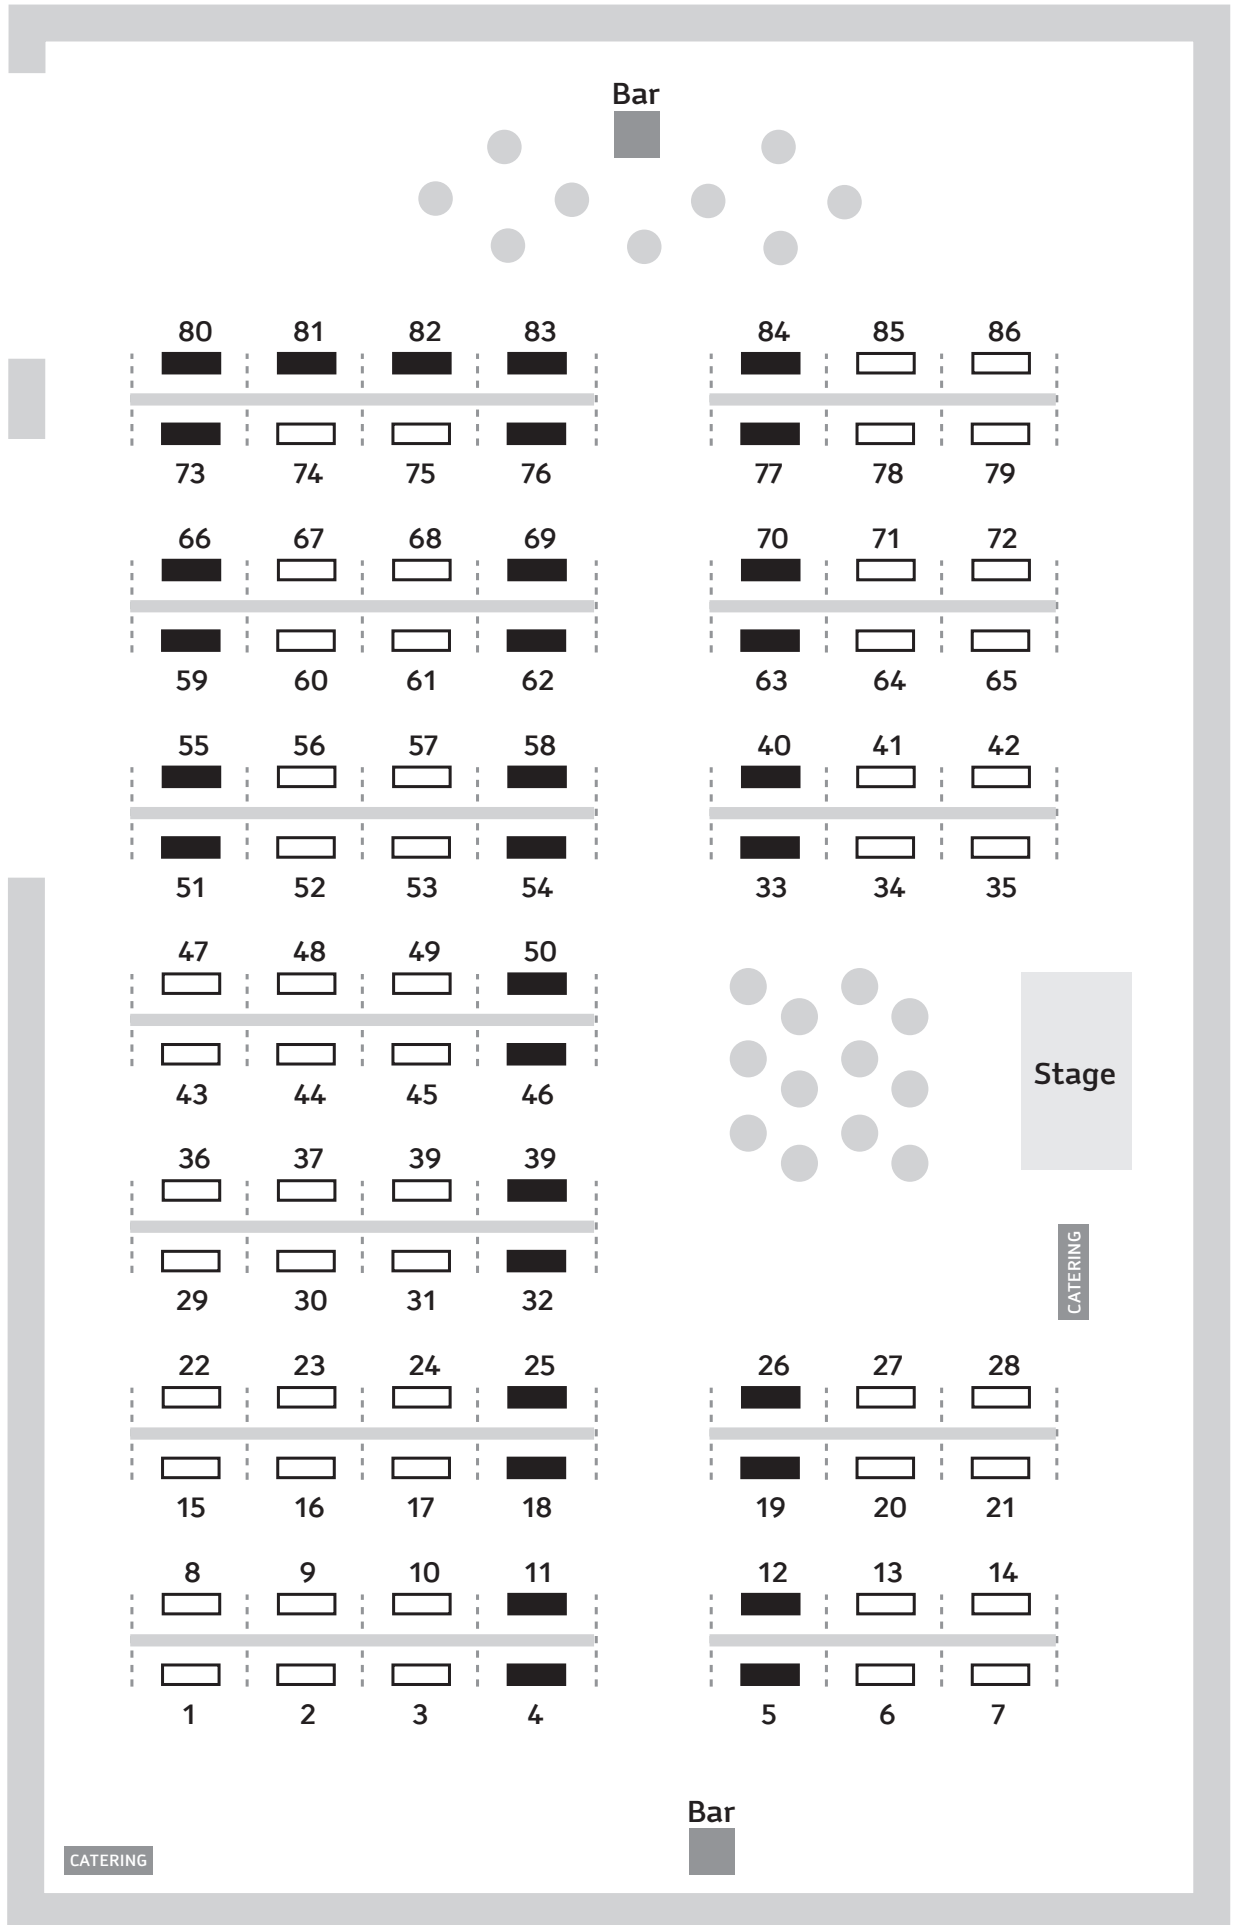 Bar
80 81 82 83 84 85 86
73 74 75 76 77 78 79
66 67 68 69 70 71 72
59 60 61 62 63 64 65
55 56 57 58 40 41 42
51 52 53 54 33 34 35
47 48 49 50
43 44 45 46
Stage
36 37 39 39
CATERING
29 30 31 32
22 23 24 25 26 27 28
15 16 17 18 19 20 21
8 9 10 11 12 13 14
1 2 3 4 5 6 7
Bar
CATERING